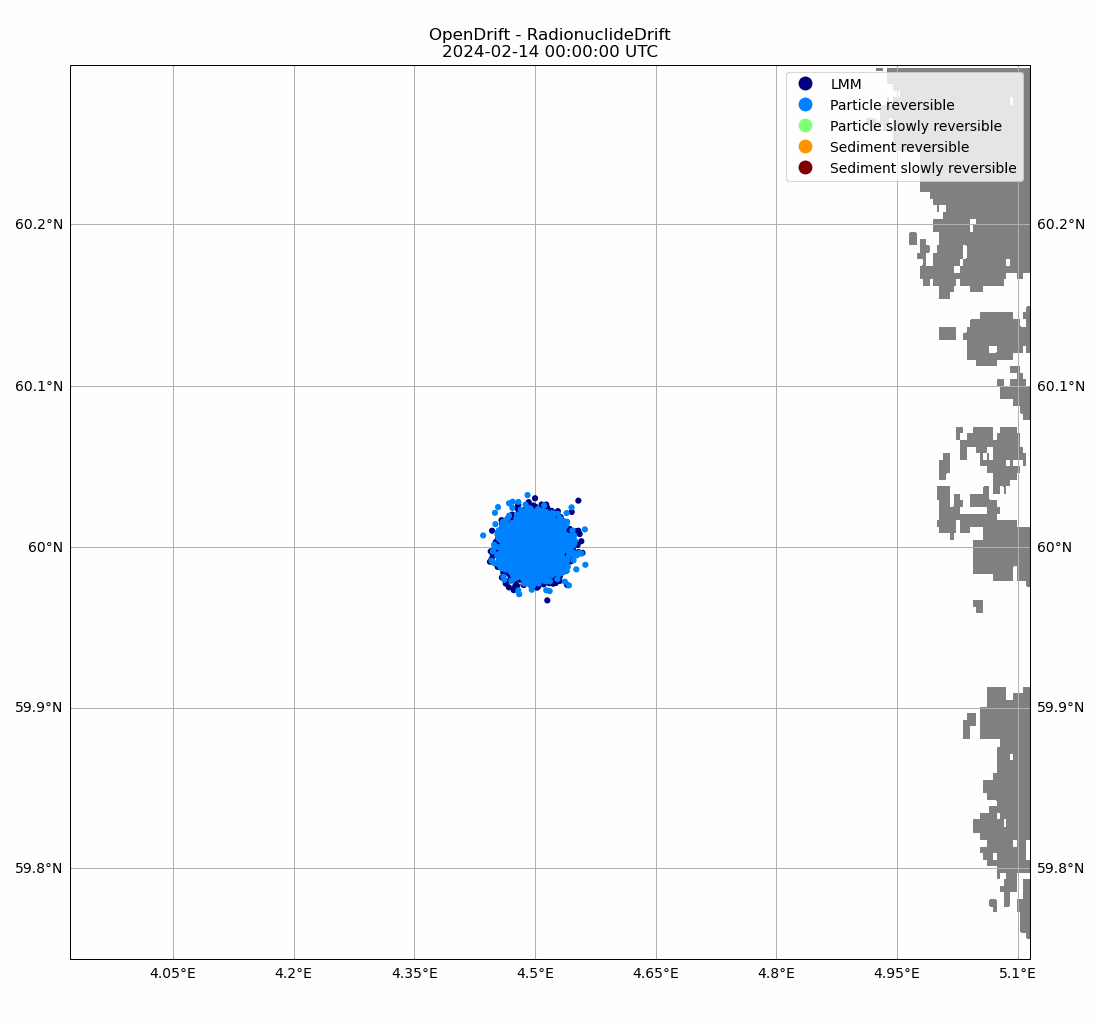 OpenDrift - RadionuclideDrift
2024-02-14 00:00:00 UTC
LMM
Particle reversible
Particle slowly reversible
Sediment reversible
Sediment slowly reversible
60.2°N 60.2°N
60.1°N 60.1°N
60°N 60°N
59.9°N 59.9°N
59.8°N 59.8°N
4.05°E 4.2°E 4.35°E 4.5°E 4.65°E 4.8°E 4.95°E 5.1°E